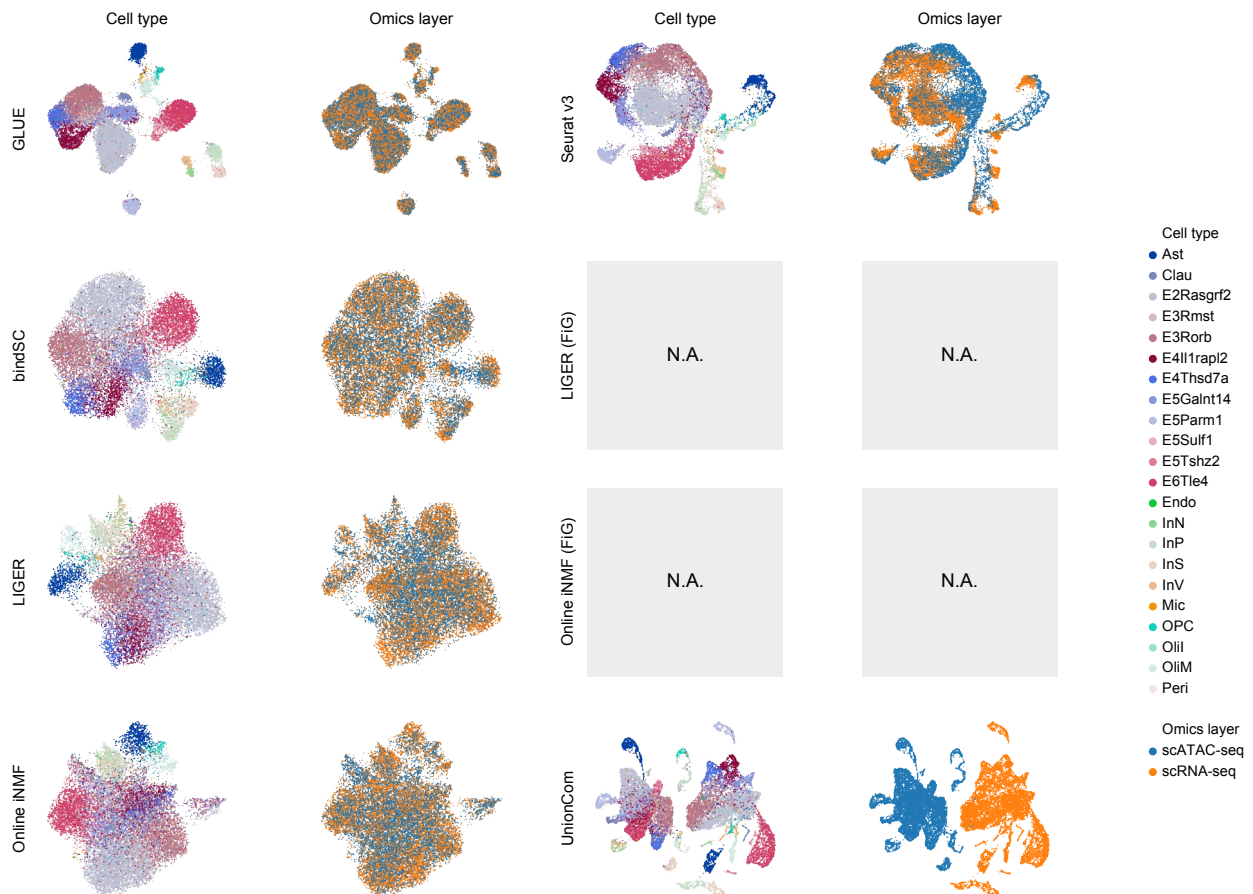 Cell type
Omics layer
Cell type
Omics layer
GLUE
Seurat v3
bindSC
LIGER (FiG)
N.A.
N.A.
LIGER
Online iNMF (FiG)
N.A.
N.A.
Online iNMF
UnionCom
Cell type
Ast
Clau
E2Rasgrf2
E3Rmst
E3Rorb
E4Il1rapl2
E4Thsd7a
E5Galnt14
E5Parm1
E5Sulf1
E5Tshz2
E6Tle4
Endo
InN
InP
InS
InV
Mic
OPC
OliI
OliM
Peri
Omics layer
scATAC-seq
scRNA-seq